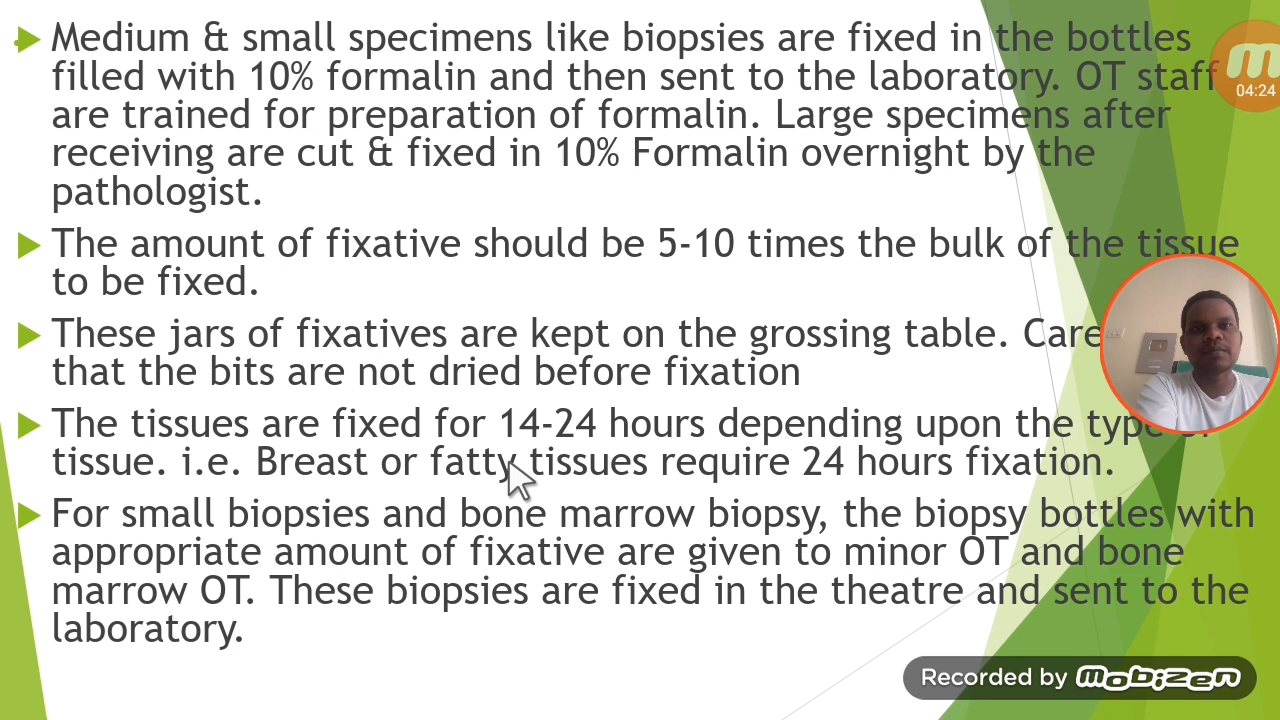 Medium & small specimens like biopsies are fixed in the bottles
filled with 10% formalin and then sent to the laboratory. OT staff
are trained for preparation of formalin. Large specimens after
receiving are cut & fixed in 10% Formalin overnight by the
pathologist.
The amount of fixative should be 5-10 times the bulk of the tissue
to be fixed.
These jars of fixatives are kept on the grossing table. Care
that the bits are not dried before fixation
The tissues are fixed for 14-24 hours depending upon the type of
tissue. i.e. Breast or fatty tissues require 24 hours fixation.
For small biopsies and bone marrow biopsy, the biopsy bottles with
appropriate amount of fixative are given to minor OT and bone
marrow OT. These biopsies are fixed in the theatre and sent to the
laboratory.
m
04:24
Recorded by mobizen